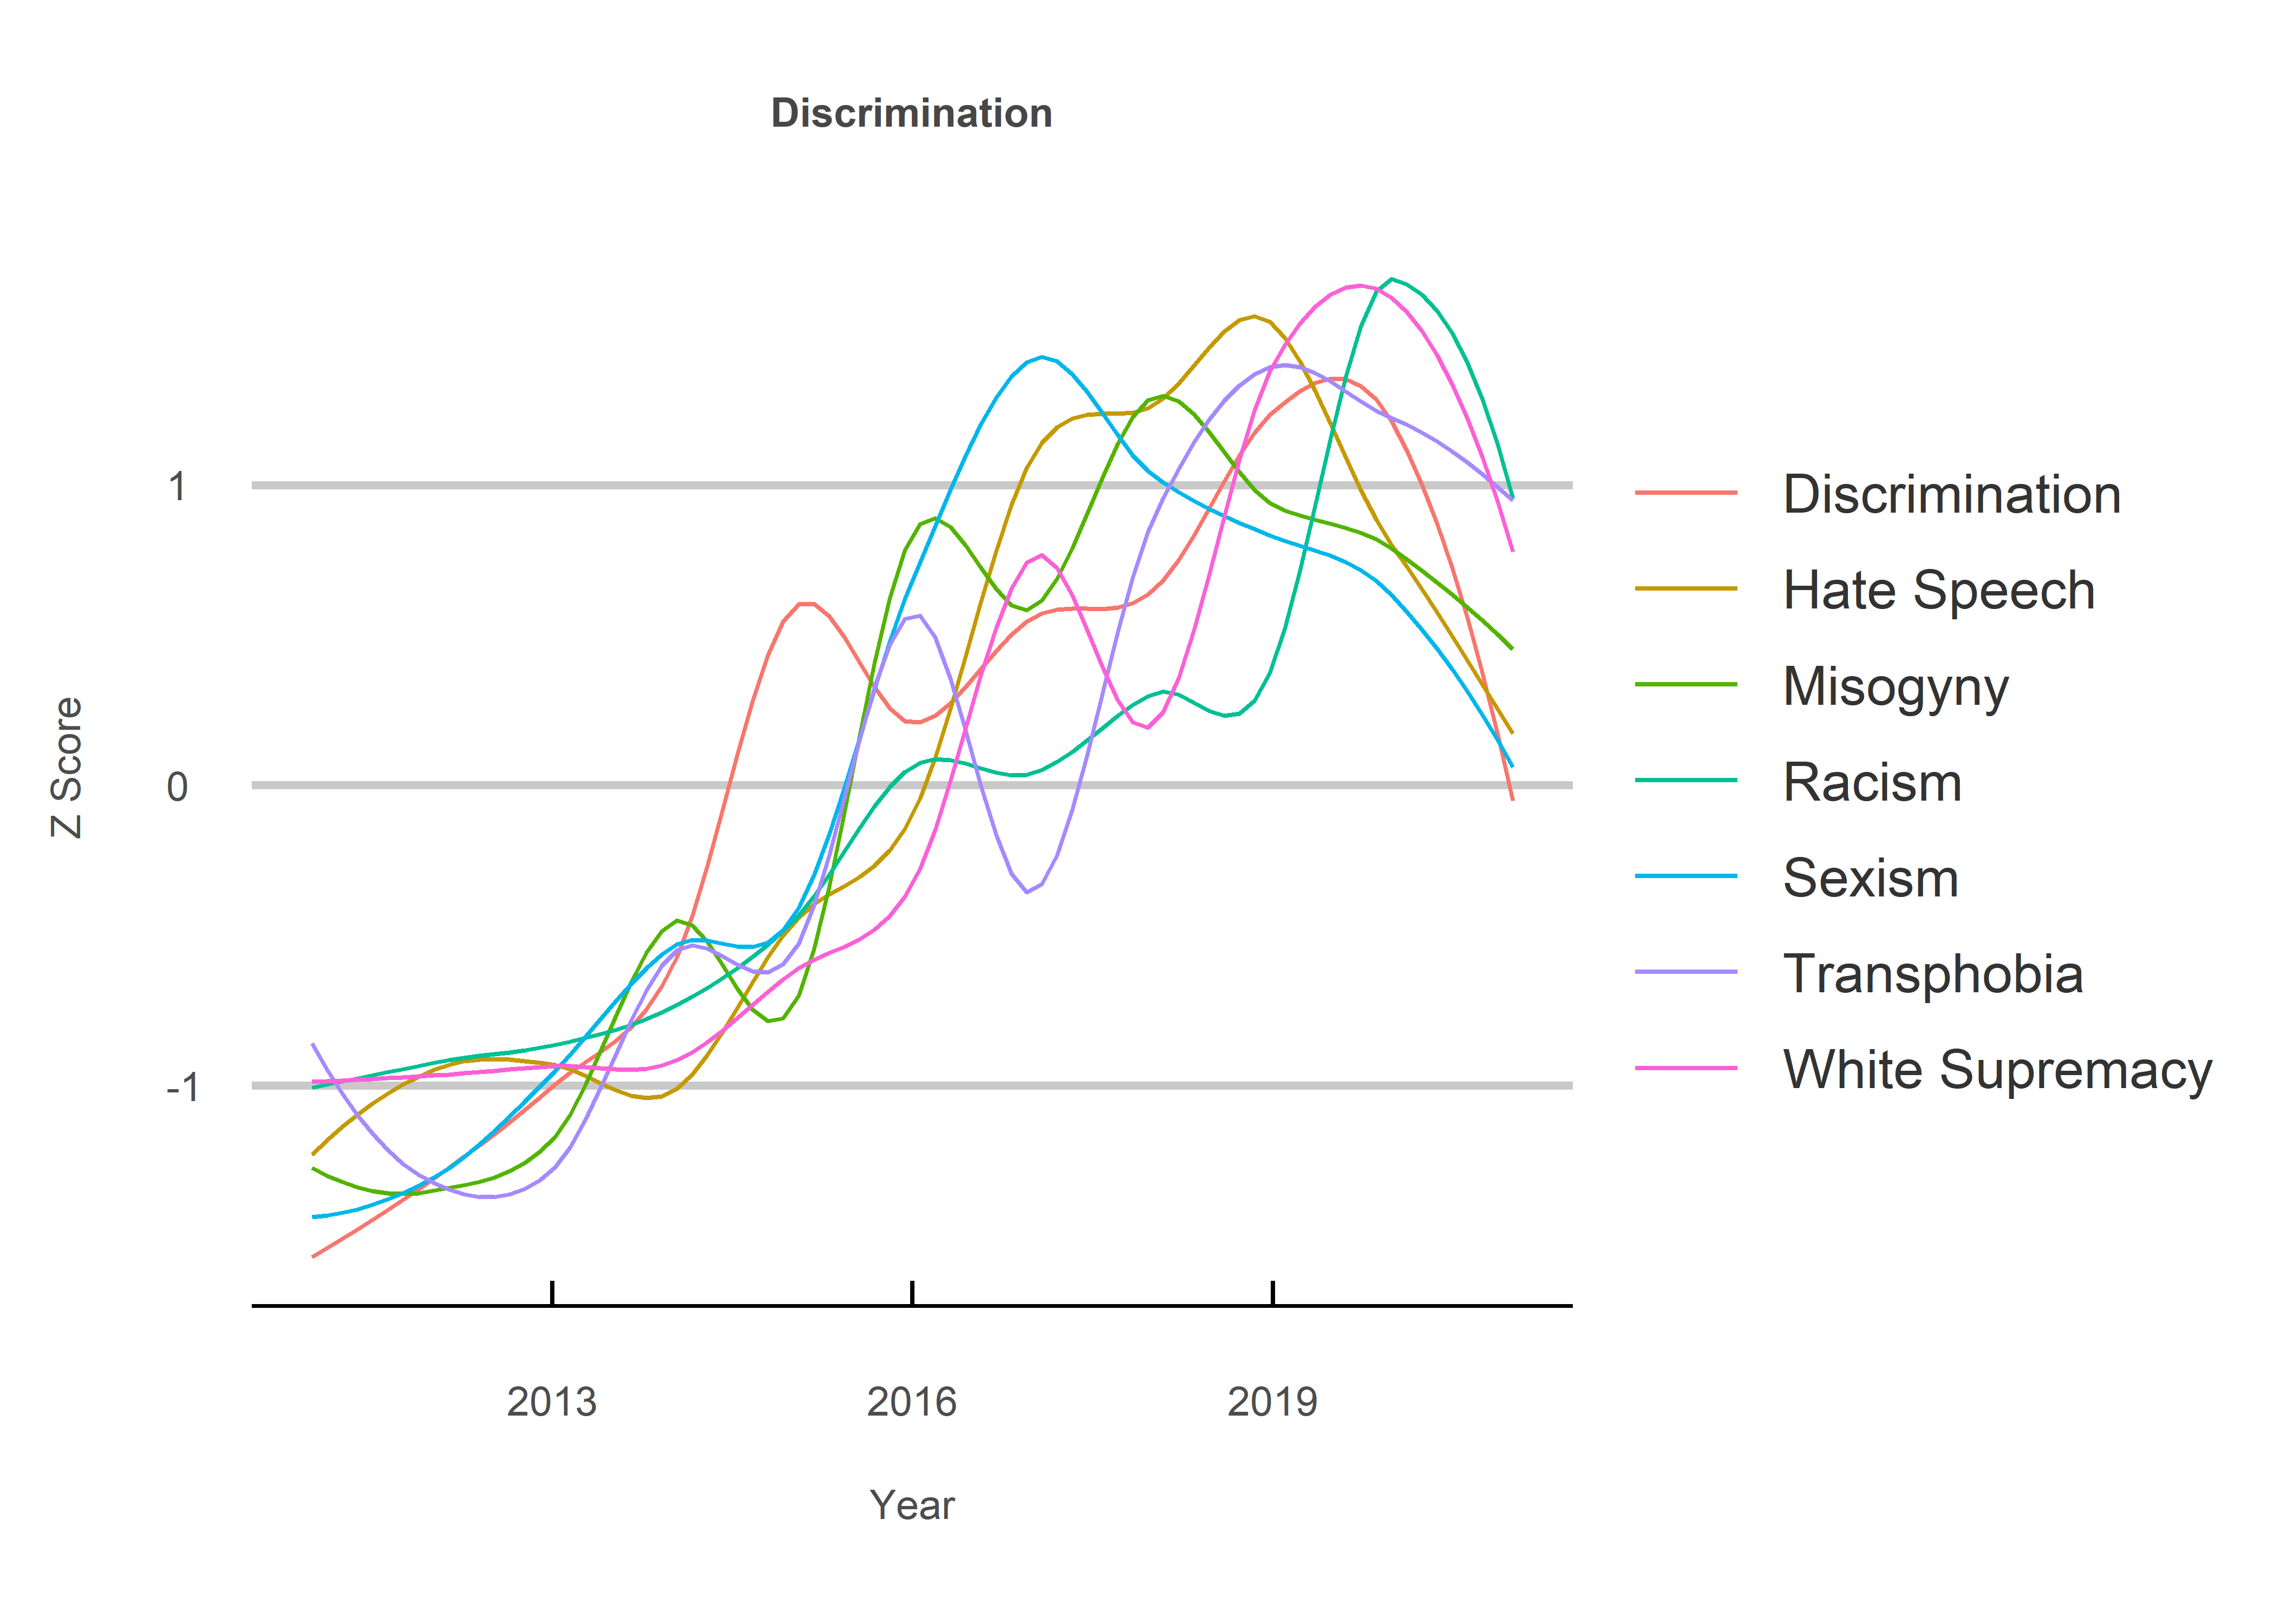 Discrimination
Z Score
1
0
-1
2013
2016
2019
Year
Discrimination
Hate Speech
Misogyny
Racism
Sexism
Transphobia
White Supremacy